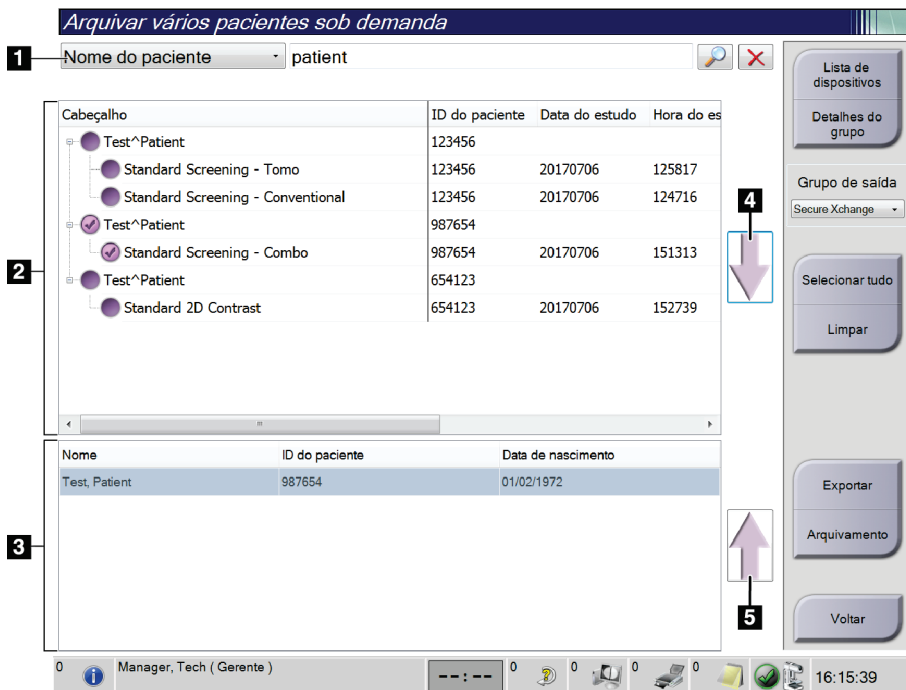 Arquivar vários pacientes sob demanda
1
Nome do paciente patient
Lista de dispositivos
Detalhes do grupo
Grupo de saída
Secure Xchange
Selecionar tudo
Limpar
Exportar
Arquivamento
Voltar
2
Cabeçalho ID do paciente Data do estudo Hora do es
Test^Patient 123456
Standard Screening - Tomo 123456 20170706 125817
Standard Screening - Conventional 123456 20170706 124716
Test^Patient 987654
Standard Screening - Combo 987654 20170706 151313
Test^Patient 654123
Standard 2D Contrast 654123 20170706 152739
4
3
Nome ID do paciente Data de nascimento
Test, Patient 987654 01/02/1972
5
0 Manager, Tech ( Gerente ) --:-- 0 0 0 0 16:15:39